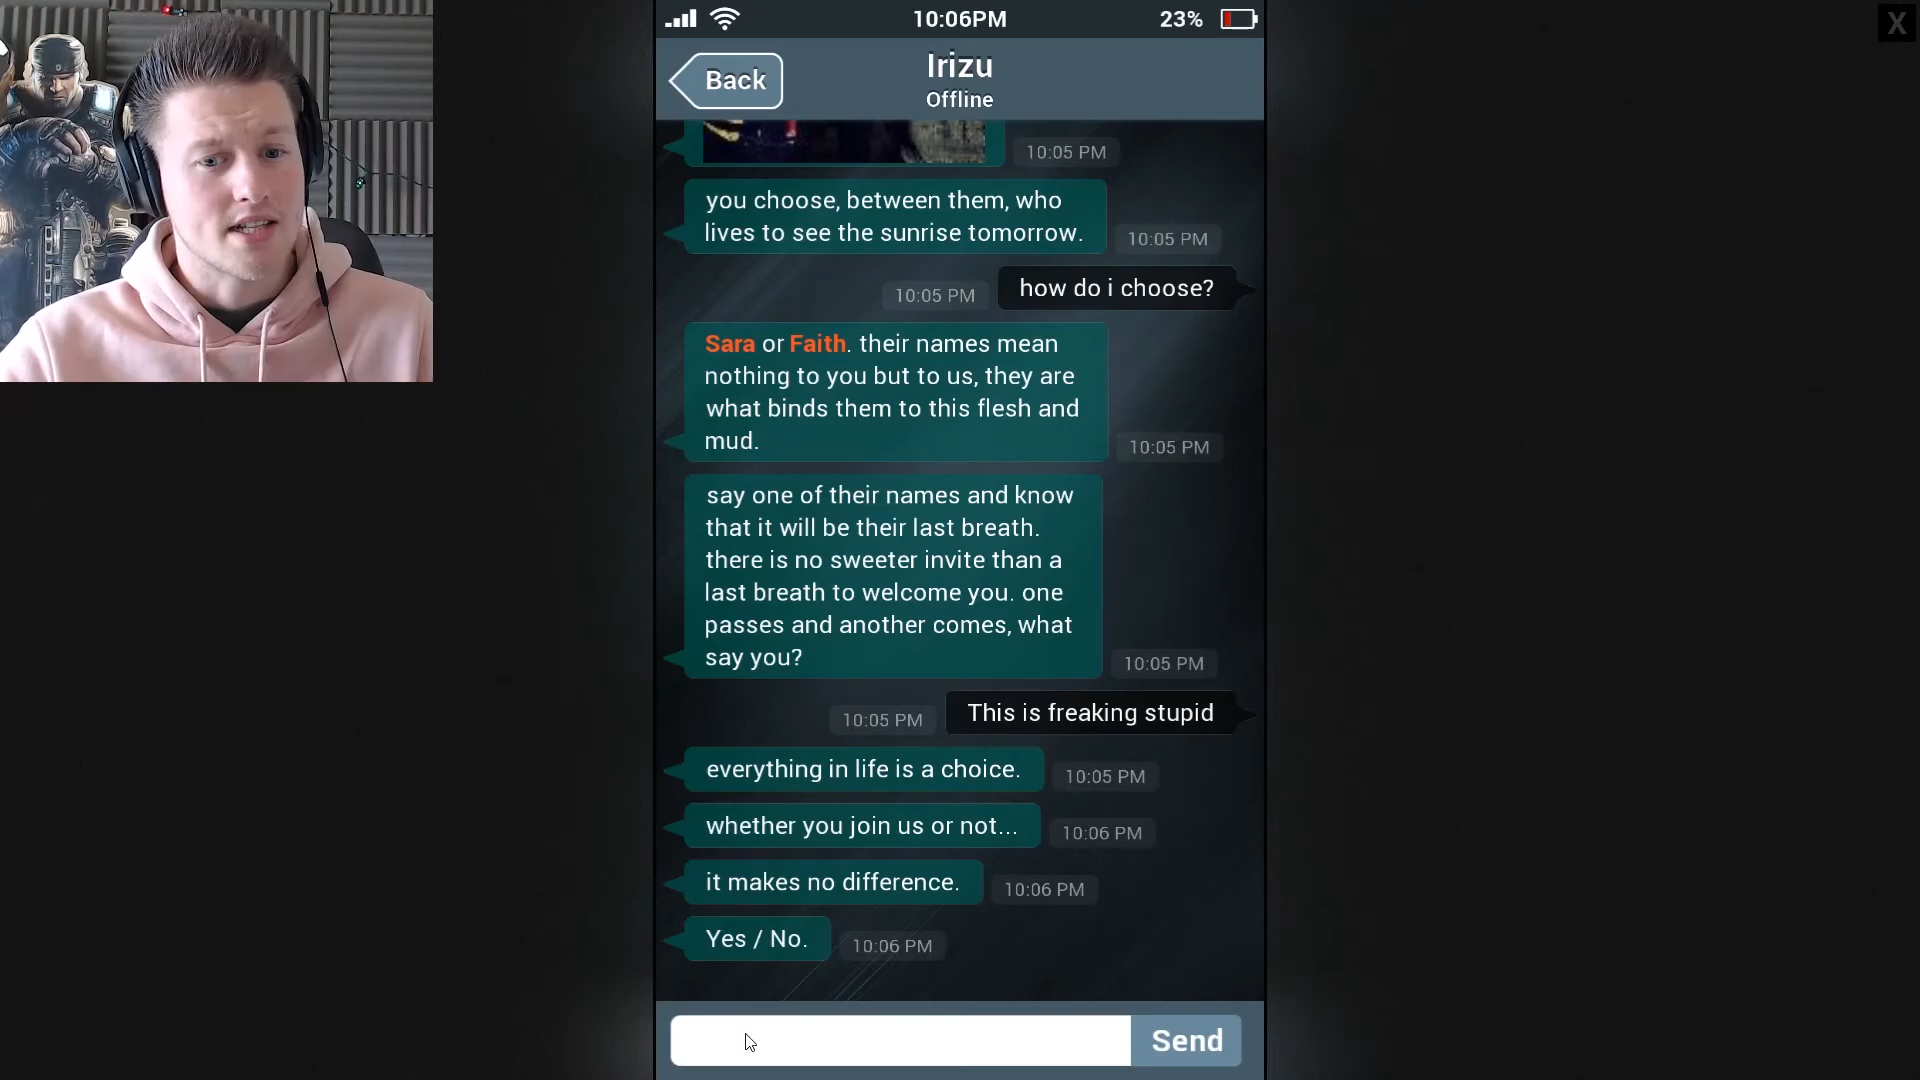 10:06PM
23%
X
Back
Irizu
Offline
10:05 PM
you choose, between them, who
lives to see the sunrise tomorrow.
10:05 PM
10:05 PM
how do i choose?
Sara or Faith. their names mean
nothing to you but to us, they are
what binds them to this flesh and
mud.
10:05 PM
say one of their names and know
that it will be their last breath.
there is no sweeter invite than a
last breath to welcome you. one
passes and another comes, what
say you?
10:05 PM
10:05 PM
This is freaking stupid
everything in life is a choice.
10:05 PM
whether you join us or not...
10:06 PM
it makes no difference.
10:06 PM
Yes / No.
10:06 PM
Send